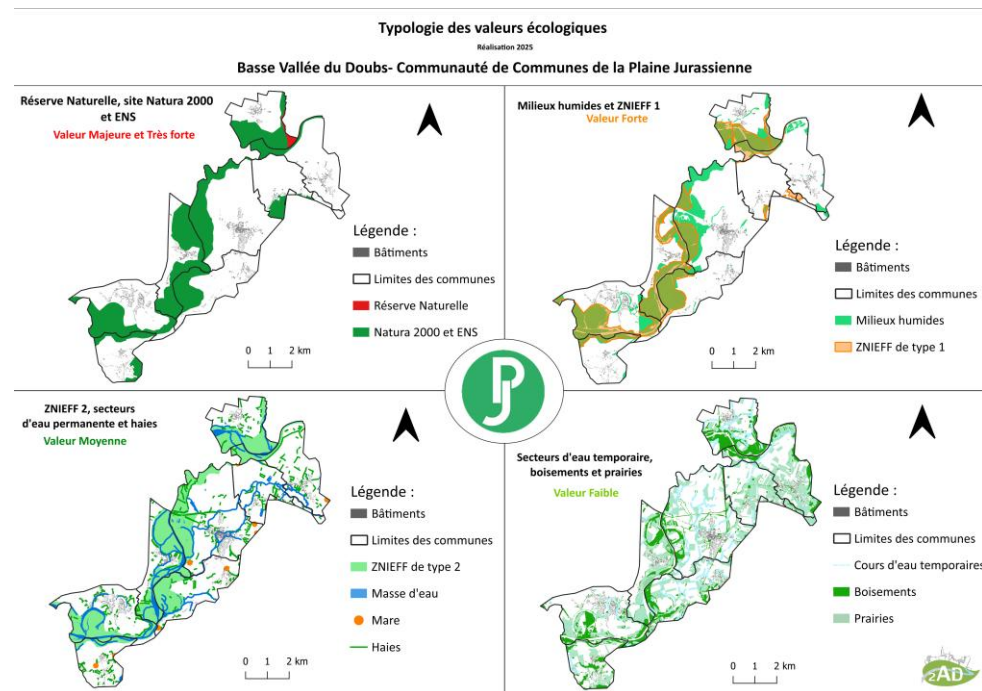 Typologie des valeurs écologiques
Réalisation 2025
Basse Vallée du Doubs- Communauté de Communes de la Plaine Jurassienne
Réserve Naturelle, site Natura 2000
et ENS
Valeur Majeure et Très forte
Légende :
Bâtiments
Limites des communes
Réserve Naturelle
Natura 2000 et ENS
0 1 2 km
Milieux humides et ZNIEFF 1
Valeur Forte
Légende :
Bâtiments
Limites des communes
Milieux humides
ZNIEFF de type 1
0 1 2 km
PJ
ZNIEFF 2, secteurs
d'eau permanente et haies
Valeur Moyenne
Légende :
Bâtiments
Limites des communes
ZNIEFF de type 2
Masse d'eau
Mare
Haies
0 1 2 km
Secteurs d'eau temporaire,
boisements et prairies
Valeur Faible
Légende :
Bâtiments
Limites des communes
Cours d'eau temporaires
Boisements
Prairies
0 1 2 km
2AD